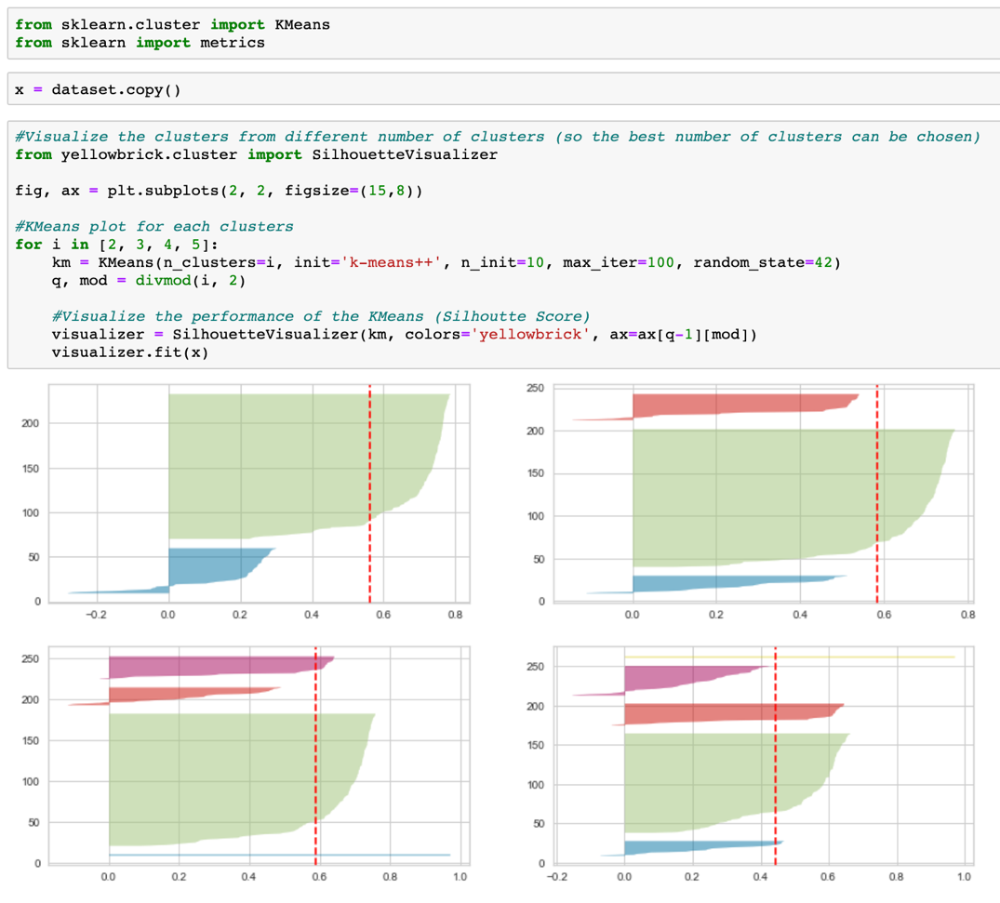 from sklearn.cluster import KMeans
from sklearn import metrics
x = dataset.copy()
#Visualize the clusters from different number of clusters (so the best number of clusters can be chosen)
from yellowbrick.cluster import SilhouetteVisualizer
fig, ax = plt.subplots(2, 2, figsize=(15,8))
#KMeans plot for each clusters
for i in [2, 3, 4, 5]:
    km = KMeans(n_clusters=i, init='k-means++', n_init=10, max_iter=100, random_state=42)
    q, mod = divmod(i, 2)
    #Visualize the performance of the KMeans (Silhoutte Score)
    visualizer = SilhouetteVisualizer(km, colors='yellowbrick', ax=ax[q-1][mod])
    visualizer.fit(x)
200
150
100
50
0
−0.2 0.0 0.2 0.4 0.6 0.8
250
200
150
100
50
0
0.0 0.2 0.4 0.6 0.8
250
200
150
100
50
0
0.0 0.2 0.4 0.6 0.8 1.0
250
200
150
100
50
0
−0.2 0.0 0.2 0.4 0.6 0.8 1.0